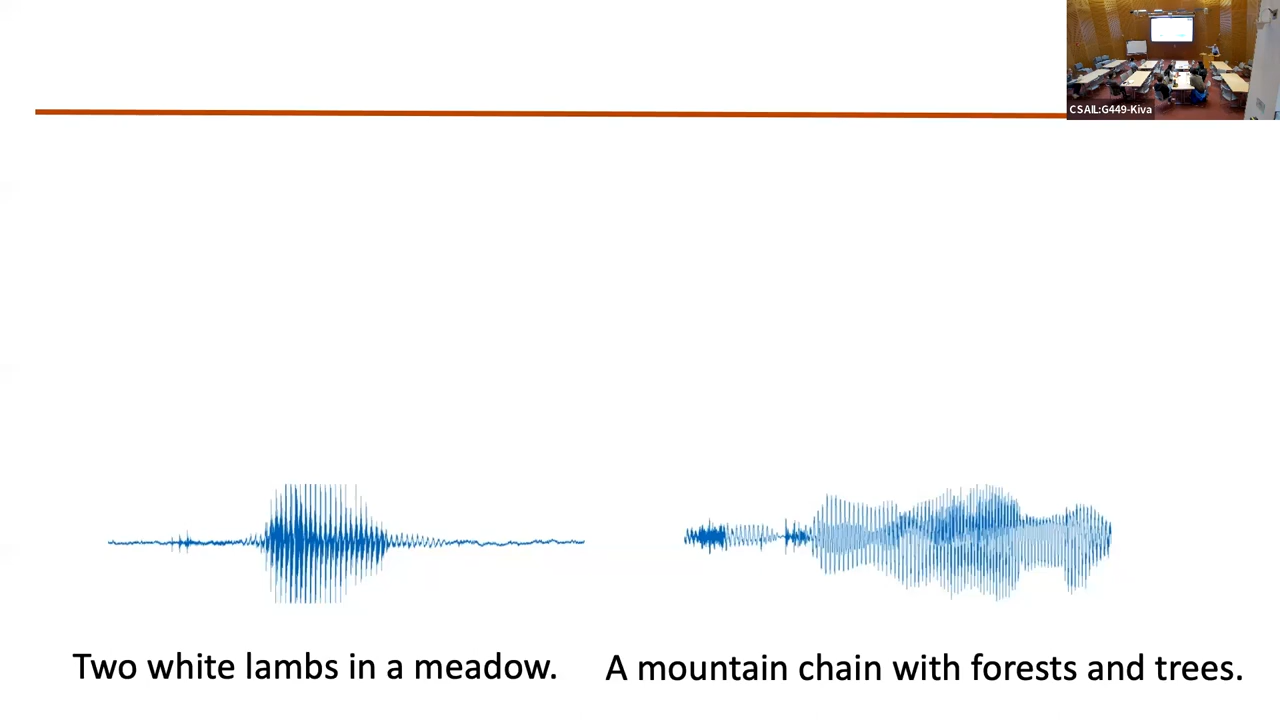 CSAIL:G449-Kiva
Two white lambs in a meadow.
A mountain chain with forests and trees.